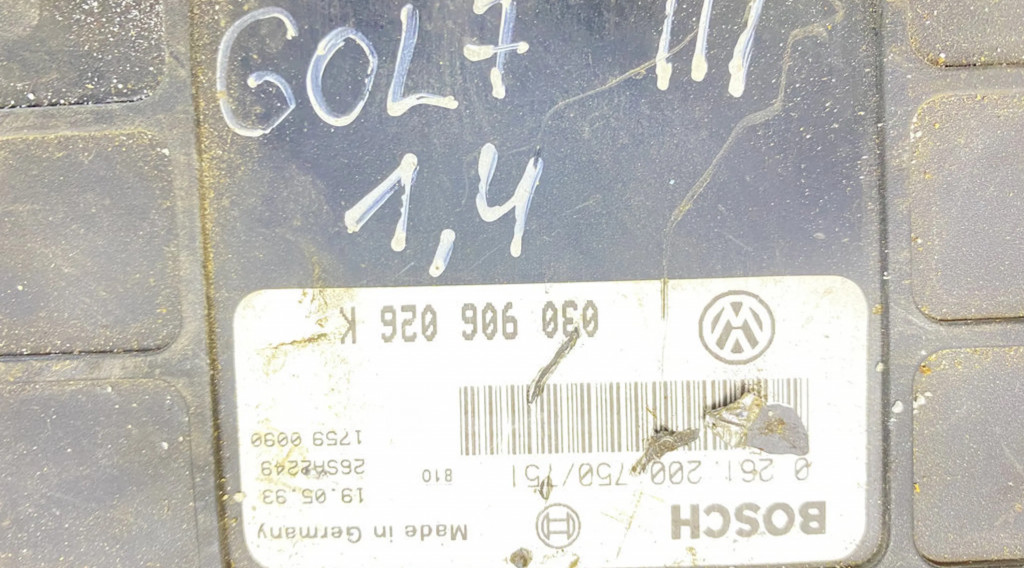 GOLF III
1,4
BOSCH
Made in Germany
19.05.93
0 261 200 750/751 810
26SA2249
1759 0090
030 906 026 K